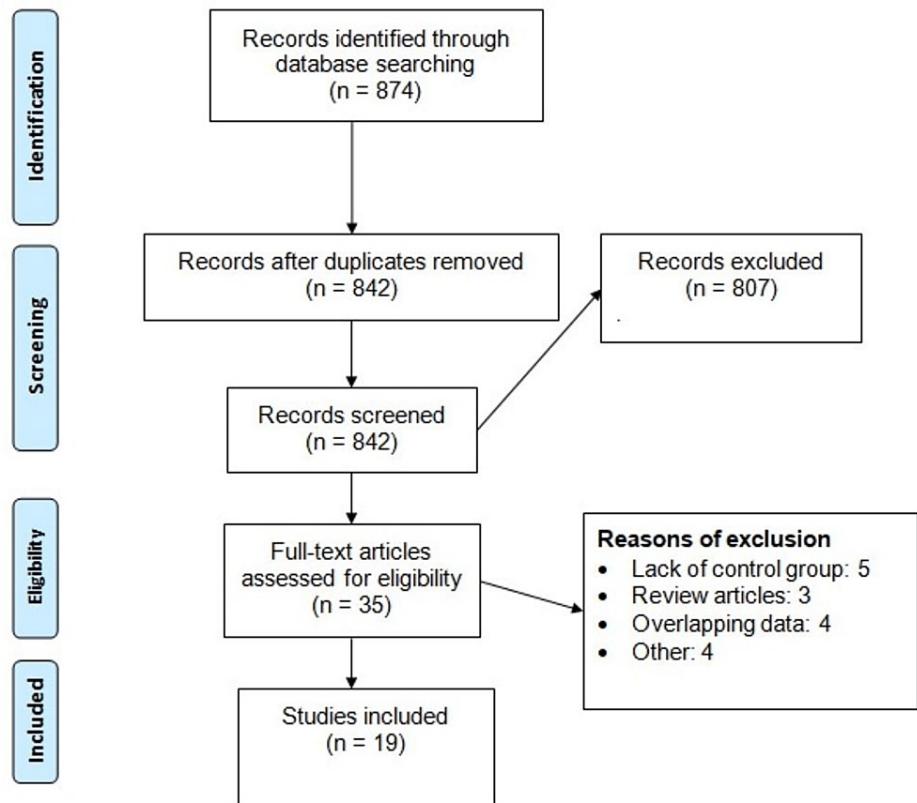 Identification
Records identified through
database searching
(n = 874)
Screening
Records after duplicates removed
(n = 842)
Records excluded
(n = 807)
.
Records screened
(n = 842)
Eligibility
Full-text articles
assessed for eligibility
(n = 35)
Reasons of exclusion
• Lack of control group: 5
• Review articles: 3
• Overlapping data: 4
• Other: 4
Included
Studies included
(n = 19)